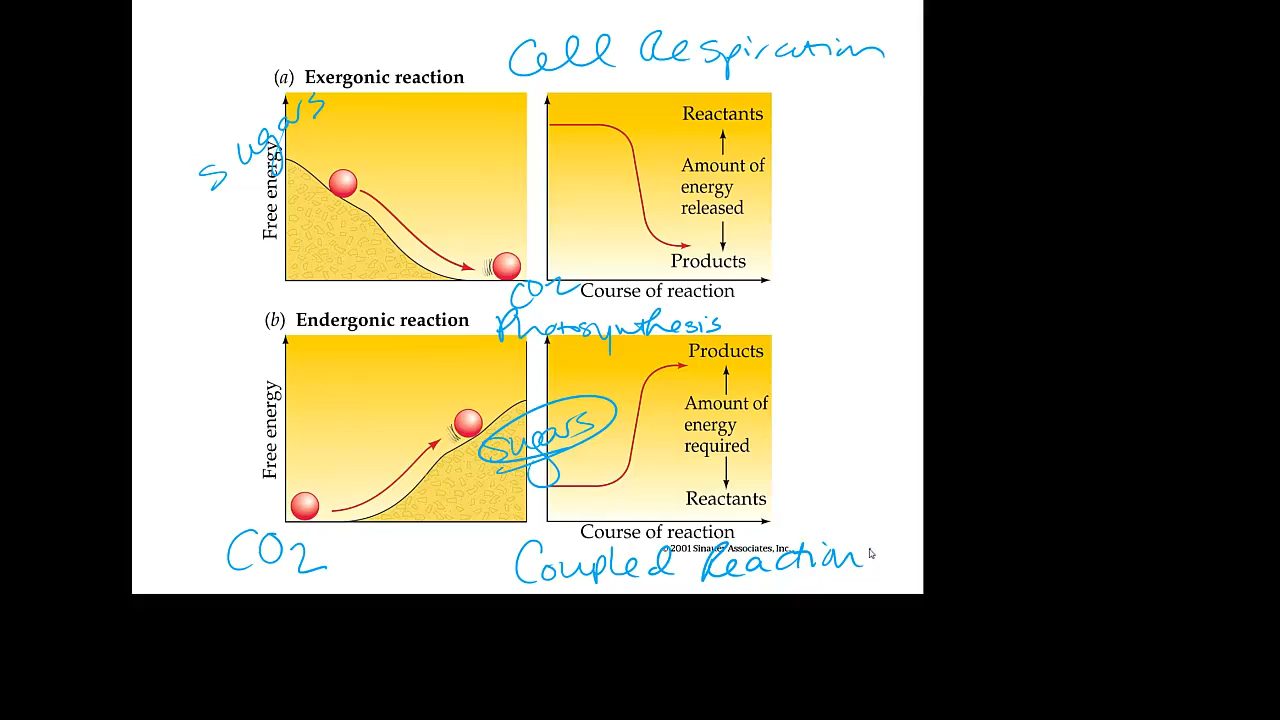 Cell Respiration
(a) Exergonic reaction
sugars
Free energy
Reactants
Amount of
energy
released
Products
CO2
Course of reaction
Photosynthesis
(b) Endergonic reaction
Free energy
Products
Amount of
energy
required
Reactants
sugars
Course of reaction
CO2
© 2001 Sinauer Associates, Inc.
Coupled Reaction